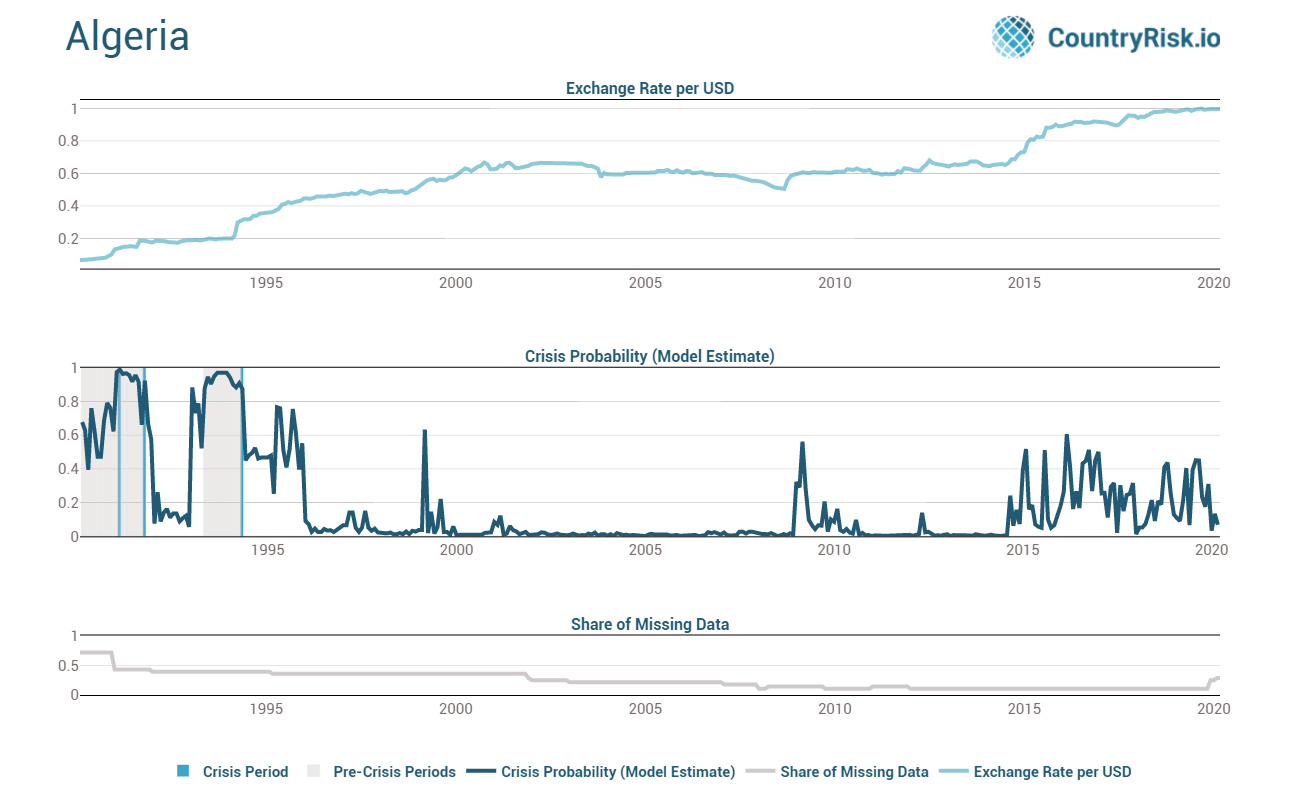 Algeria
CountryRisk.io
Exchange Rate per USD
1
0.8
0.6
0.4
0.2
1995 2000 2005 2010 2015 2020
Crisis Probability (Model Estimate)
1
0.8
0.6
0.4
0.2
0
1995 2000 2005 2010 2015 2020
Share of Missing Data
1
0.5
0
1995 2000 2005 2010 2015 2020
Crisis Period Pre-Crisis Periods Crisis Probability (Model Estimate) Share of Missing Data Exchange Rate per USD